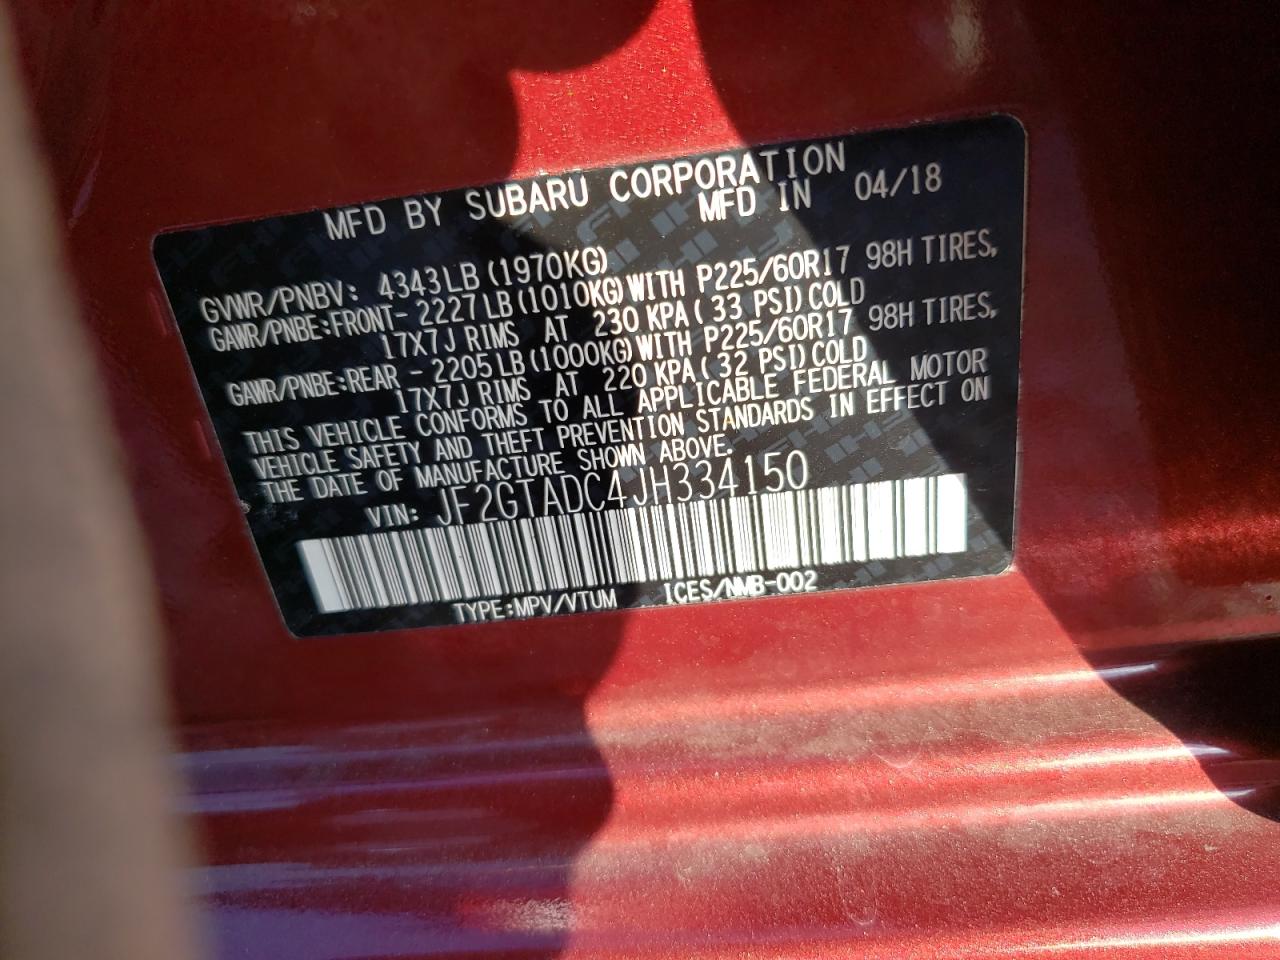 MFD BY SUBARU CORPORATION
MFD IN 04/18
GVWR/PNBV: 4343LB (1970KG)
GAWR/PNBE:FRONT- 2227LB(1010KG)WITH P225/60R17 98H TIRES,
17X7J RIMS AT 230 KPA( 33 PSI)COLD
GAWR/PNBE:REAR - 2205LB(1000KG)WITH P225/60R17 98H TIRES,
17X7J RIMS AT 220 KPA( 32 PSI)COLD
THIS VEHICLE CONFORMS TO ALL APPLICABLE FEDERAL MOTOR
VEHICLE SAFETY AND THEFT PREVENTION STANDARDS IN EFFECT ON
THE DATE OF MANUFACTURE SHOWN ABOVE.
VIN: JF2GTADC4JH334150
TYPE:MPV/VTUM ICES/NMB-002